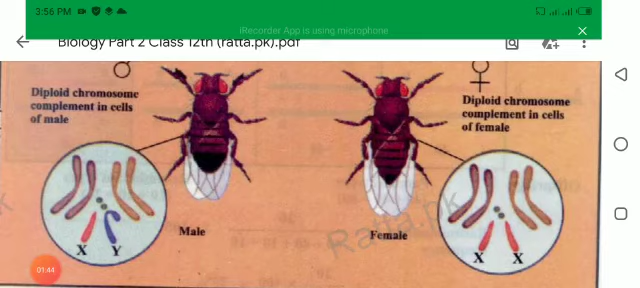 3:56 PM
iRecorder App is using microphone
Biology Part 2 Class 12th (ratta.pk).pdf
Diploid chromosome
complement in cells
of male
Diploid chromosome
complement in cells
of female
X Y
Male
Female
X X
01:44